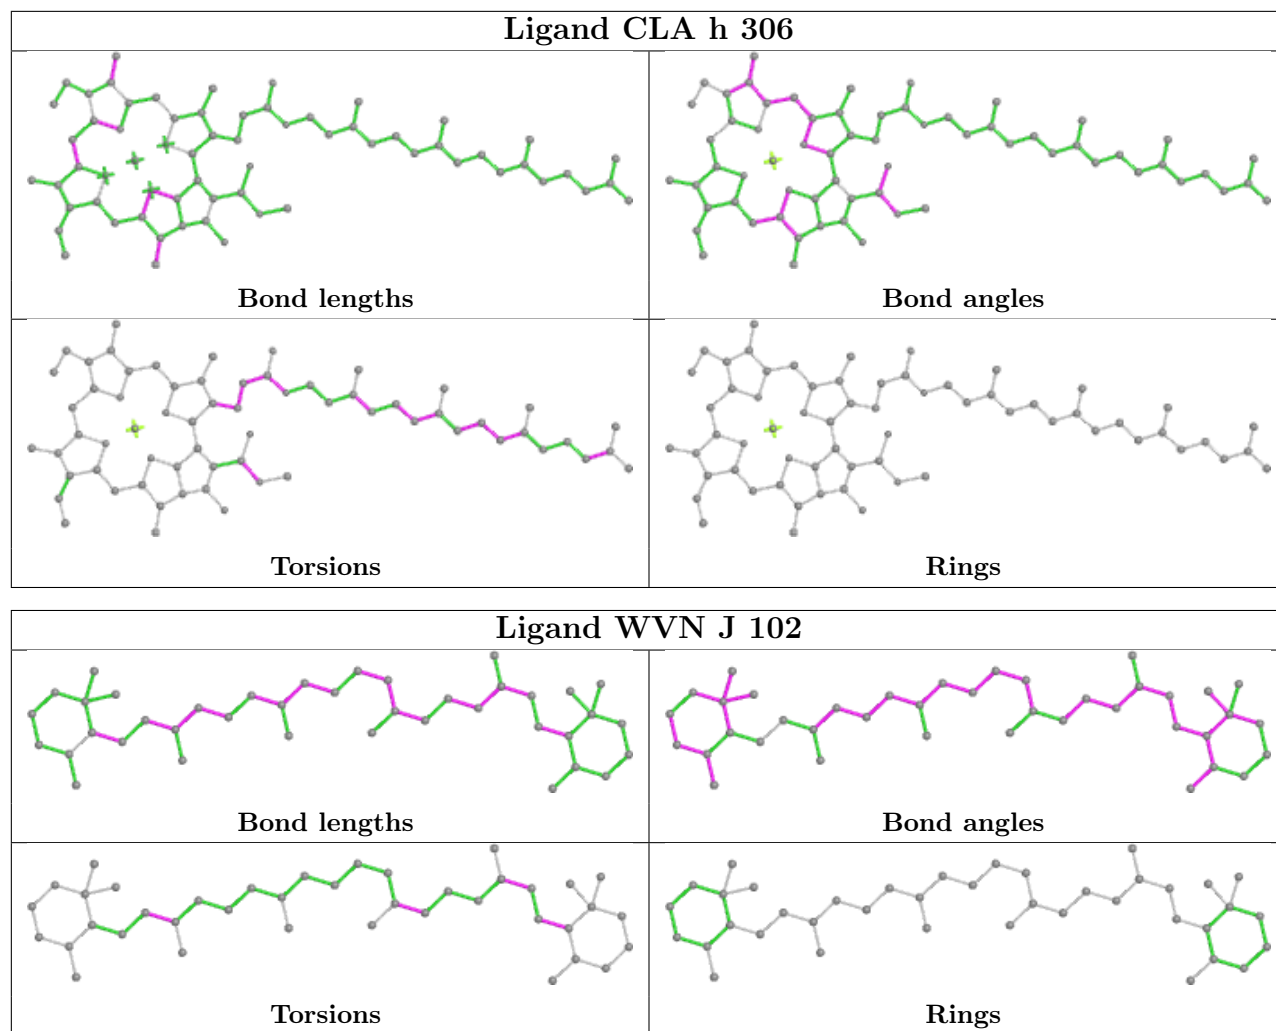 Ligand CLA h 306
Bond lengths
Bond angles
Torsions
Rings
Ligand WVN J 102
Bond lengths
Bond angles
Torsions
Rings